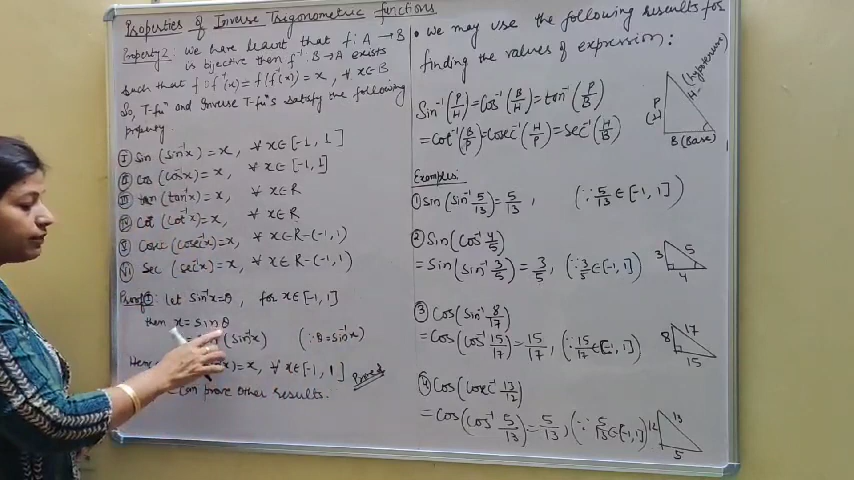 Properties of Inverse Trigonometric functions
Property 2: We have learnt that f: A → B
is bijective then f⁻¹: B → A exists
such that f∘f⁻¹(x) = f(f⁻¹(x)) = x, ∀ x∈B
So, T-fuⁿ and Inverse T-fuⁿs satisfy the following
property.
(I) Sin (sin⁻¹x) = x, ∀ x∈[-1, 1]
(II) cos (cos⁻¹x) = x, ∀ x∈[-1, 1]
(III) tan (tan⁻¹x) = x, ∀ x∈R
(IV) cot (cot⁻¹x) = x, ∀ x∈R
(V) Cosec (cosec⁻¹x) = x, ∀ x∈R-(-1, 1)
(VI) Sec (sec⁻¹x) = x, ∀ x∈R-(-1, 1)
Proof (I): Let Sin⁻¹x = θ, for x∈[-1, 1]
then x = sin θ
(sin⁻¹x) (∵ θ = sin⁻¹x)
Hence x) = x, ∀ x∈[-1, 1] Proved
can prove other results.
• We may use the following results for
finding the values of expression:
Sin⁻¹(P/H) = Cos⁻¹(B/H) = tan⁻¹(P/B)
= Cot⁻¹(B/P) = Cosec⁻¹(H/P) = Sec⁻¹(H/B)
P
H (hypotenuse)
B (Base)
Examples:
① Sin (sin⁻¹ 5/13) = 5/13, (∵ 5/13 ∈ [-1, 1])
② Sin (Cos⁻¹ 4/5)
= Sin (sin⁻¹ 3/5) = 3/5, (∵ 3/5 ∈ [-1, 1])
3 5
4
③ Cos (Sin⁻¹ 8/17)
= Cos (Cos⁻¹ 15/17) = 15/17, (∵ 15/17 ∈ [-1, 1])
8 17
15
④ Cos (Cosec⁻¹ 13/12)
= Cos (Cos⁻¹ 5/13) = 5/13, (∵ 5/13 ∈ [-1, 1])
12 13
5